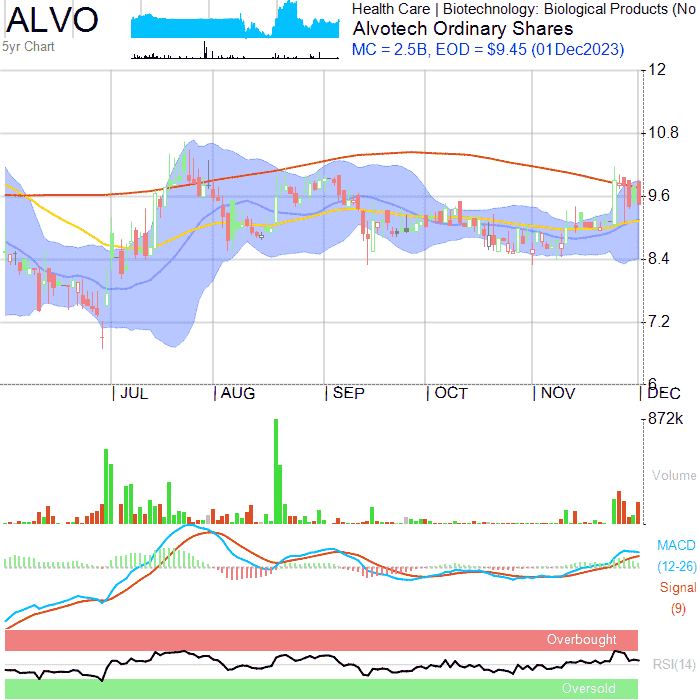 ALVO
5yr Chart
Health Care | Biotechnology: Biological Products (No
Alvotech Ordinary Shares
MC = 2.5B, EOD = $9.45 (01Dec2023)
12
10.8
9.6
8.4
7.2
6
JUL AUG SEP OCT NOV DEC
872k
Volume
MACD
(12-26)
Signal
(9)
Overbought
RSI(14)
Oversold